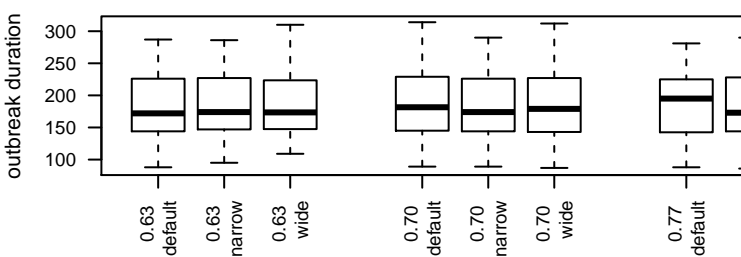 outbreak duration
300
250
200
150
100
0.63
default
0.63
narrow
0.63
wide
0.70
default
0.70
narrow
0.70
wide
0.77
default